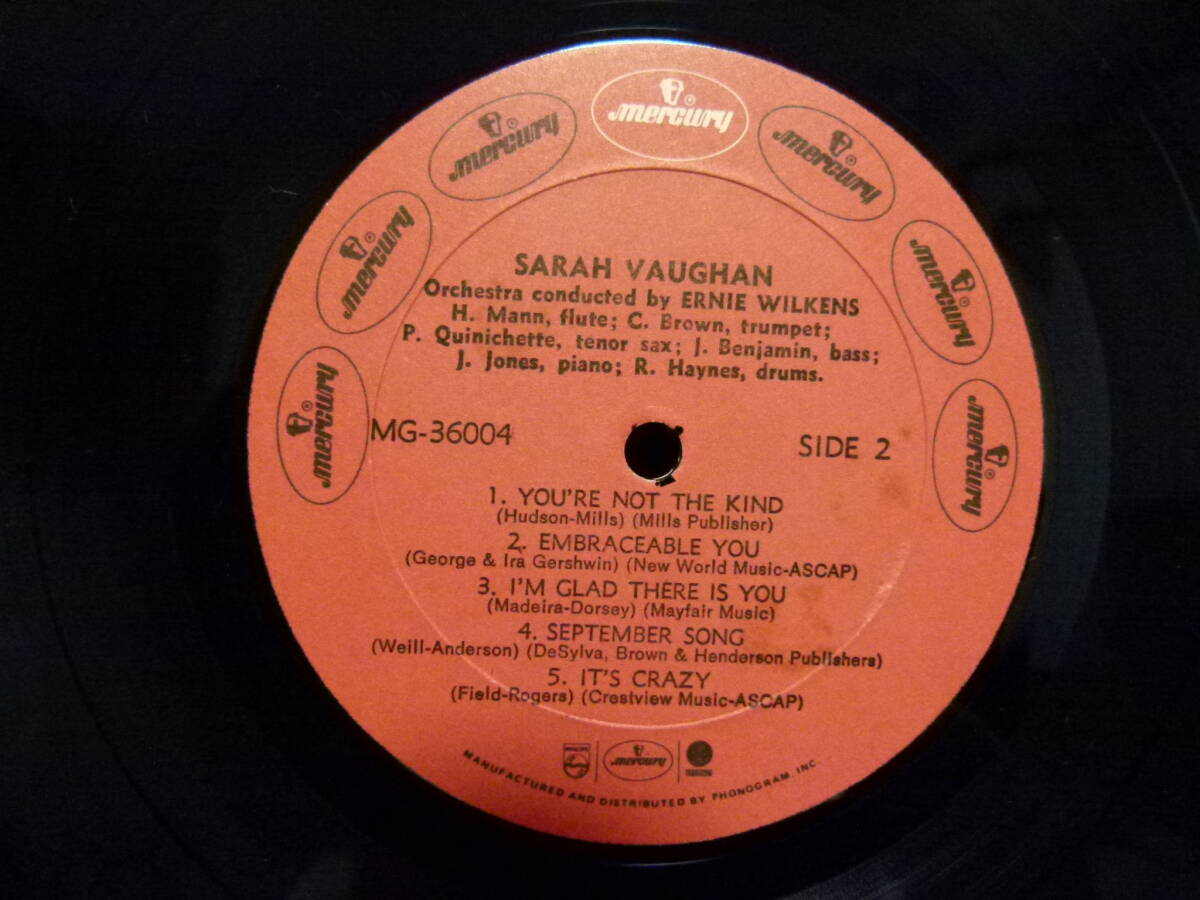 mercury
mercury
mercury
mercury ®
mercury
mercury
mercury
SARAH VAUGHAN
Orchestra conducted by ERNIE WILKENS
H. Mann, flute; C. Brown, trumpet;
P. Quinichette, tenor sax; J. Benjamin, bass;
J. Jones, piano; R. Haynes, drums.
MG-36004
SIDE 2
1. YOU'RE NOT THE KIND
(Hudson-Mills) (Mills Publisher)
2. EMBRACEABLE YOU
(George & Ira Gershwin) (New World Music-ASCAP)
3. I'M GLAD THERE IS YOU
(Madeira-Dorsey) (Mayfair Music)
4. SEPTEMBER SONG
(Weill-Anderson) (DeSylva, Brown & Henderson Publishers)
5. IT'S CRAZY
(Field-Rogers) (Crestview Music-ASCAP)
mercury
MANUFACTURED AND DISTRIBUTED BY PHONOGRAM, INC.